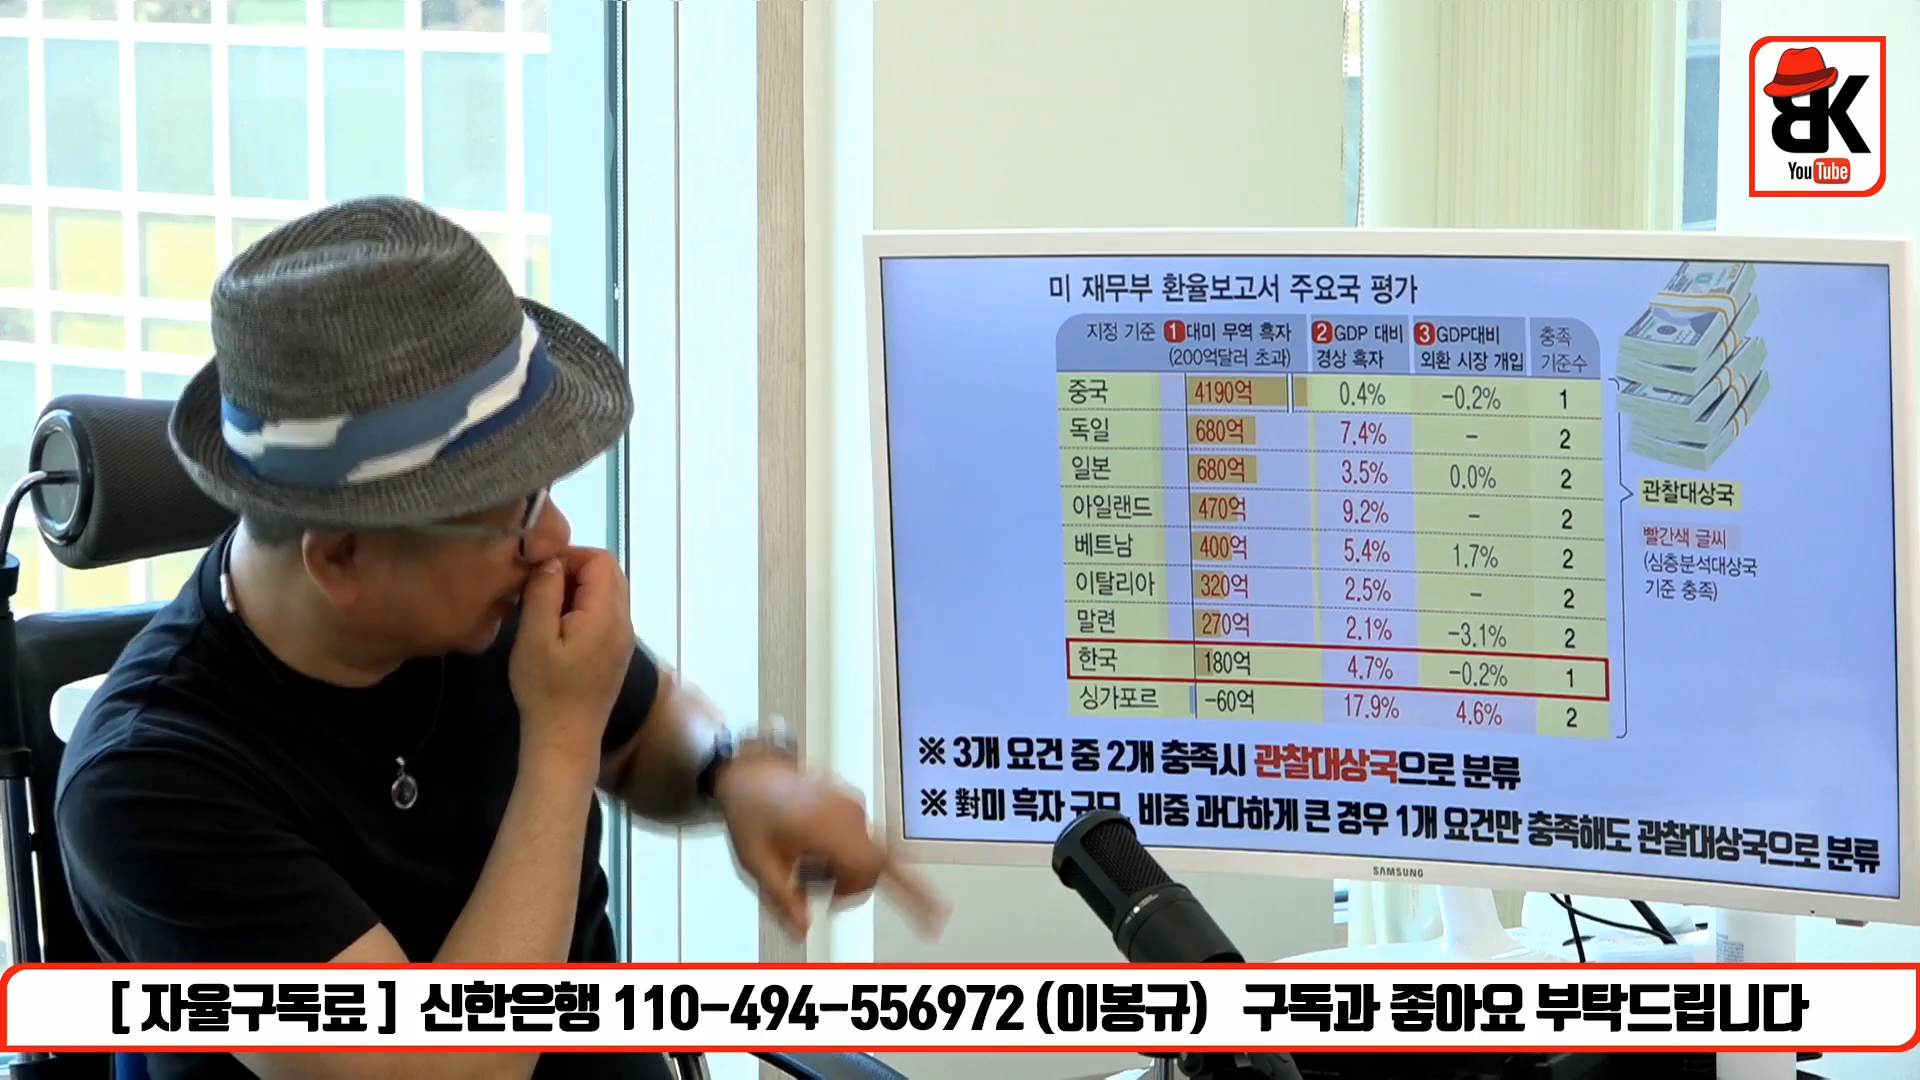 BK
YouTube
미 재무부 환율보고서 주요국 평가
지정 기준 1 대미 무역 흑자 (200억달러 초과) 2 GDP 대비 경상 흑자 3 GDP대비 외환 시장 개입 충족 기준수
중국 4190억 0.4% -0.2% 1
독일 680억 7.4% - 2
일본 680억 3.5% 0.0% 2
아일랜드 470억 9.2% - 2
베트남 400억 5.4% 1.7% 2
이탈리아 320억 2.5% - 2
말련 270억 2.1% -3.1% 2
한국 180억 4.7% -0.2% 1
싱가포르 -60억 17.9% 4.6% 2
관찰대상국
빨간색 글씨
(심층분석대상국
기준 충족)
※ 3개 요건 중 2개 충족시 관찰대상국으로 분류
※ 對미 흑자 규모, 비중 과다하게 큰 경우 1개 요건만 충족해도 관찰대상국으로 분류
SAMSUNG
[ 자율구독료 ] 신한은행 110-494-556972 (이봉규) 구독과 좋아요 부탁드립니다